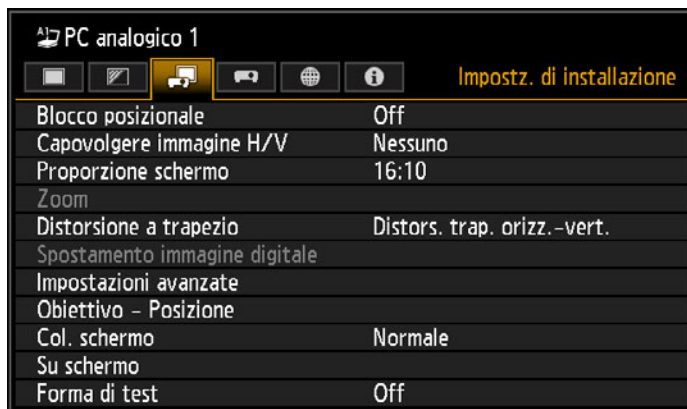 PC analogico 1
Impostz. di installazione
Blocco posizionale Off
Capovolgere immagine H/V Nessuno
Proporzione schermo 16:10
Zoom
Distorsione a trapezio Distors. trap. orizz.-vert.
Spostamento immagine digitale
Impostazioni avanzate
Obiettivo - Posizione
Col. schermo Normale
Su schermo
Forma di test Off